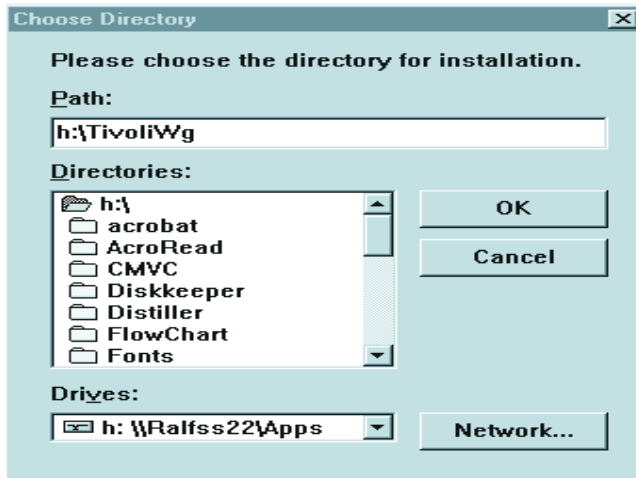 Choose Directory
Please choose the directory for installation.
Path:
h:\TivoliWg
Directories:
h:\
acrobat
AcroRead
CMVC
Diskkeeper
Distiller
FlowChart
Fonts
OK
Cancel
Drives:
h: \\Ralfss22\Apps
Network...